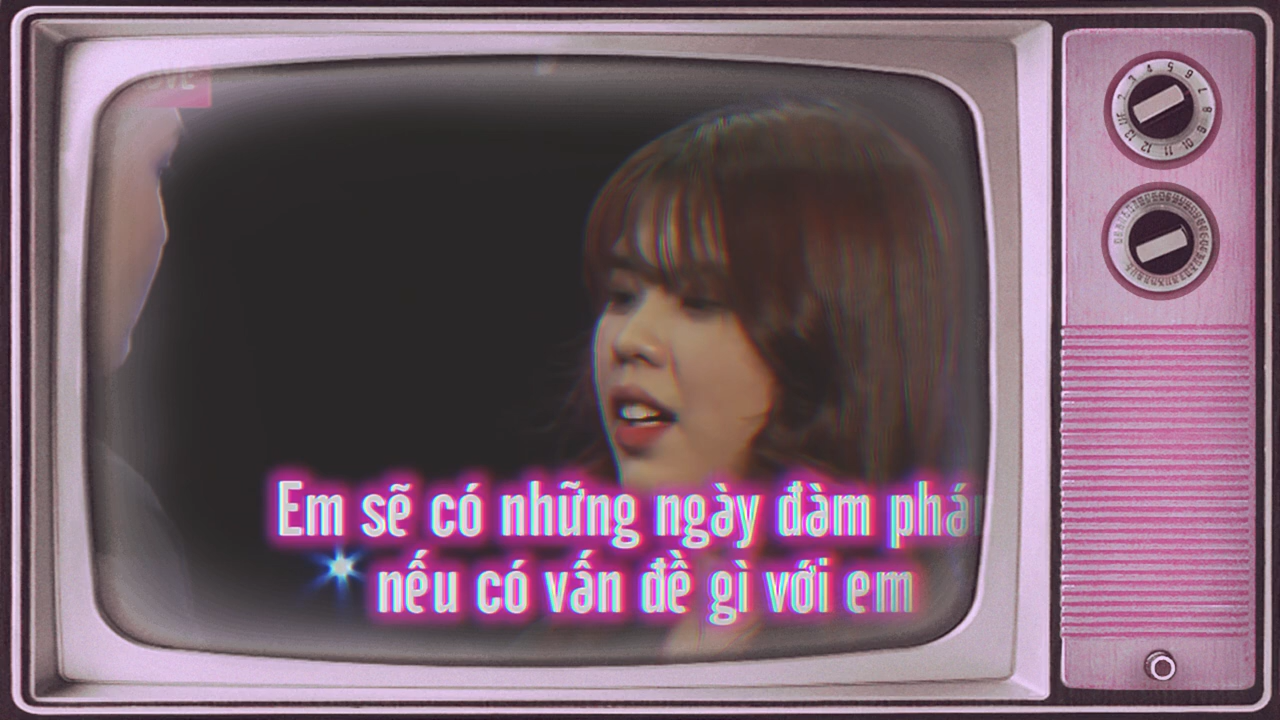 Em sẽ có những ngày đàm
nếu có vấn đề gì với em